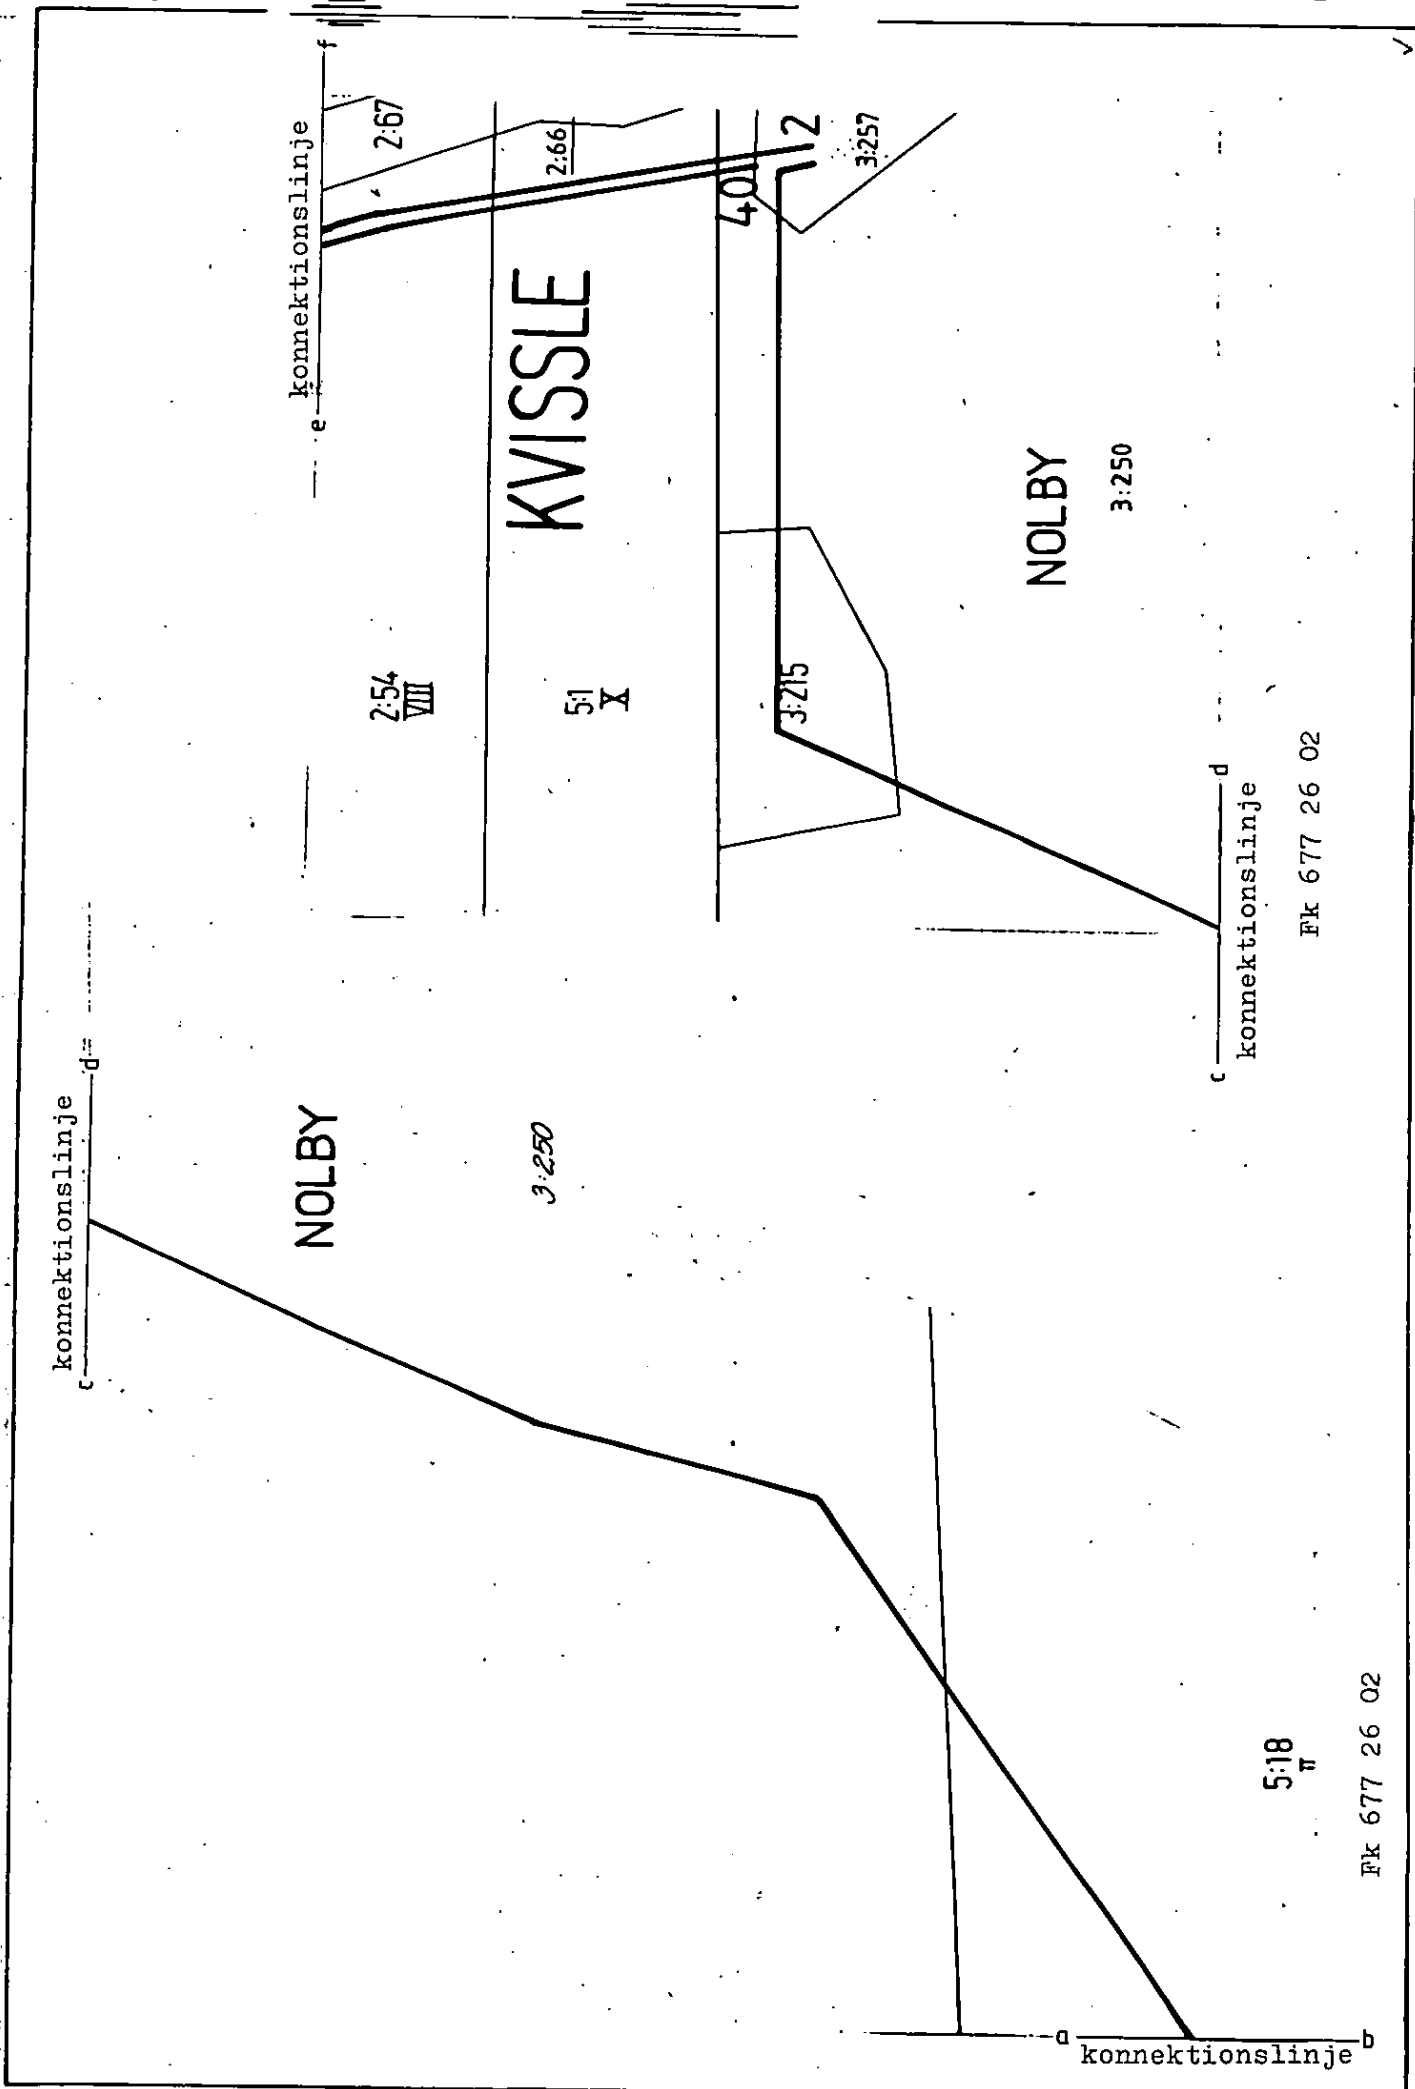 konnektionslinje
c d
NOLBY
3:250
5:18
II
a b
konnektionslinje
Fk 677 26 02
konnektionslinje
e f
2:67
2:66
2:54
VIII
KVISSLE
5:1
X
40
2
3:257
3:215
NOLBY
3:250
c d
konnektionslinje
Fk 677 26 02